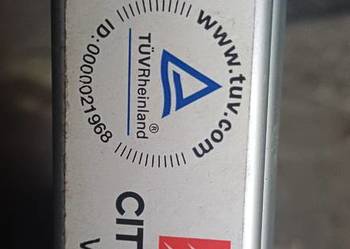 www.tuv.com
TÜVRheinland
®
ID:0000021968
CIT